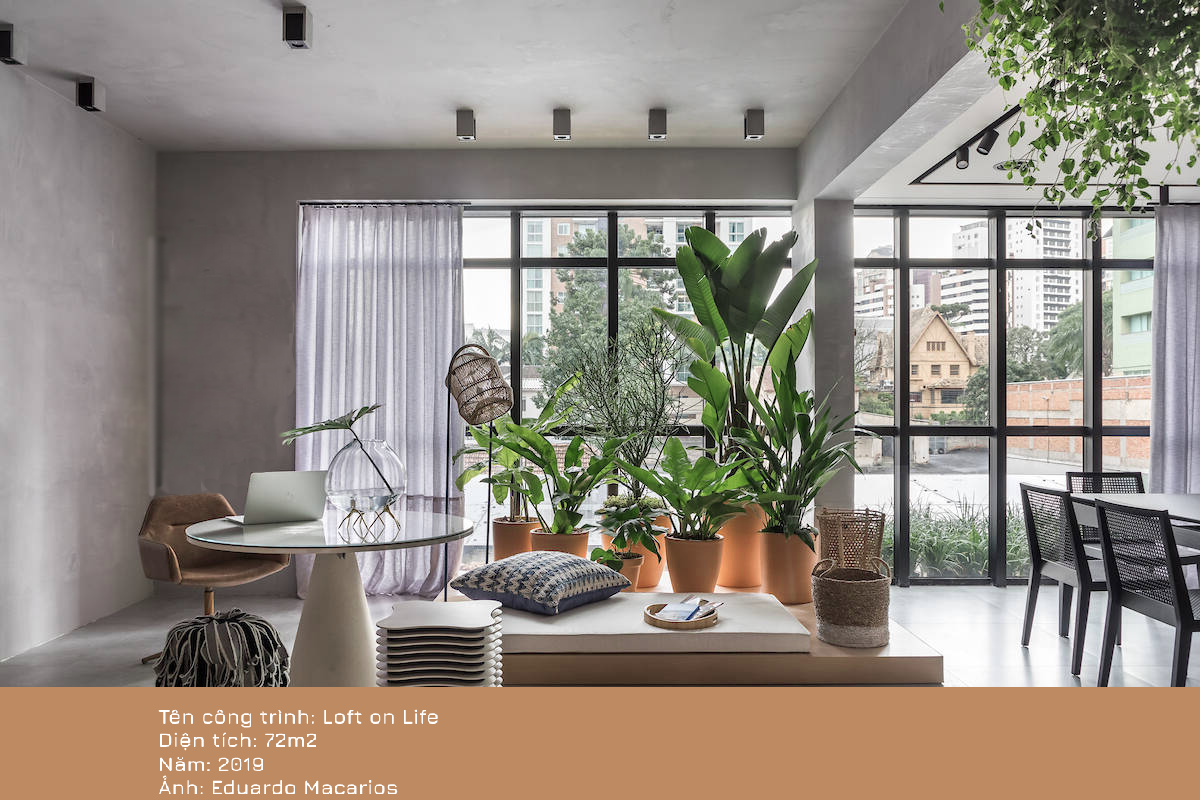 Tên công trình: Loft on Life
Diện tích: 72m2
Năm: 2019
Ảnh: Eduardo Macarios